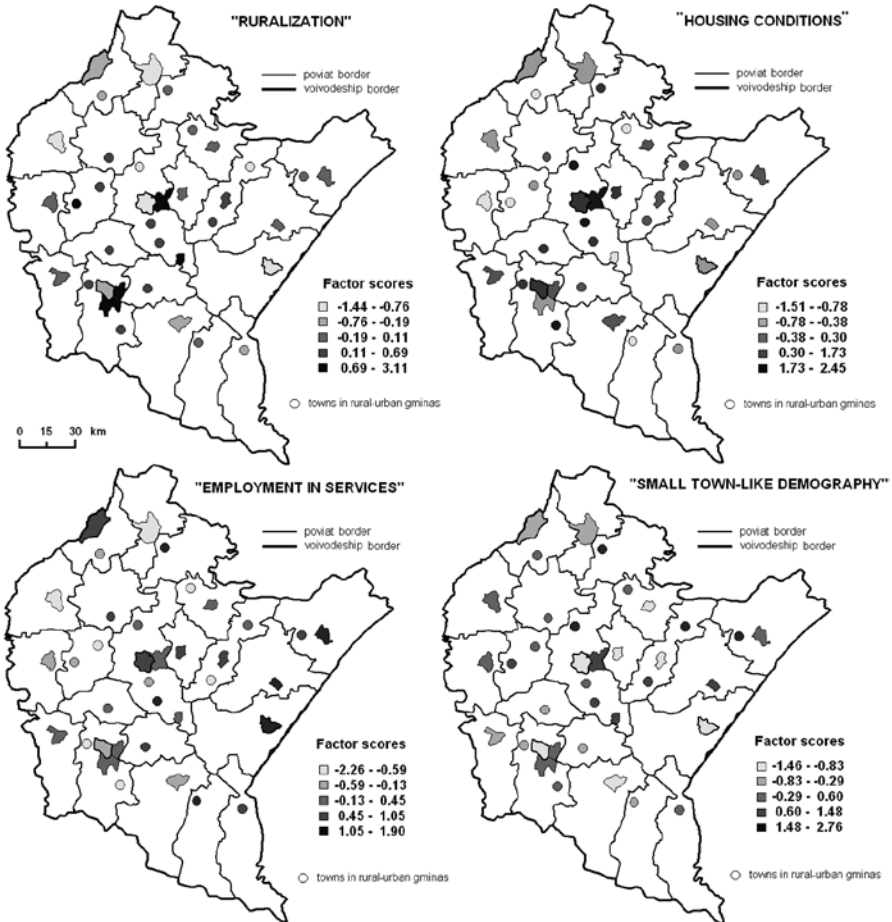 "RURALIZATION"
poviat border
voivodeship border
Factor scores
-1.44 - -0.76
-0.76 - -0.19
-0.19 - 0.11
0.11 - 0.69
0.69 - 3.11
towns in rural-urban gminas
0 15 30 km
"HOUSING CONDITIONS"
poviat border
voivodeship border
Factor scores
-1.51 - -0.78
-0.78 - -0.38
-0.38 - 0.30
0.30 - 1.73
1.73 - 2.45
towns in rural-urban gminas
"EMPLOYMENT IN SERVICES"
poviat border
voivodeship border
Factor scores
-2.26 - -0.59
-0.59 - -0.13
-0.13 - 0.45
0.45 - 1.05
1.05 - 1.90
towns in rural-urban gminas
"SMALL TOWN-LIKE DEMOGRAPHY"
poviat border
voivodeship border
Factor scores
-1.46 - -0.83
-0.83 - -0.29
-0.29 - 0.60
0.60 - 1.48
1.48 - 2.76
towns in rural-urban gminas